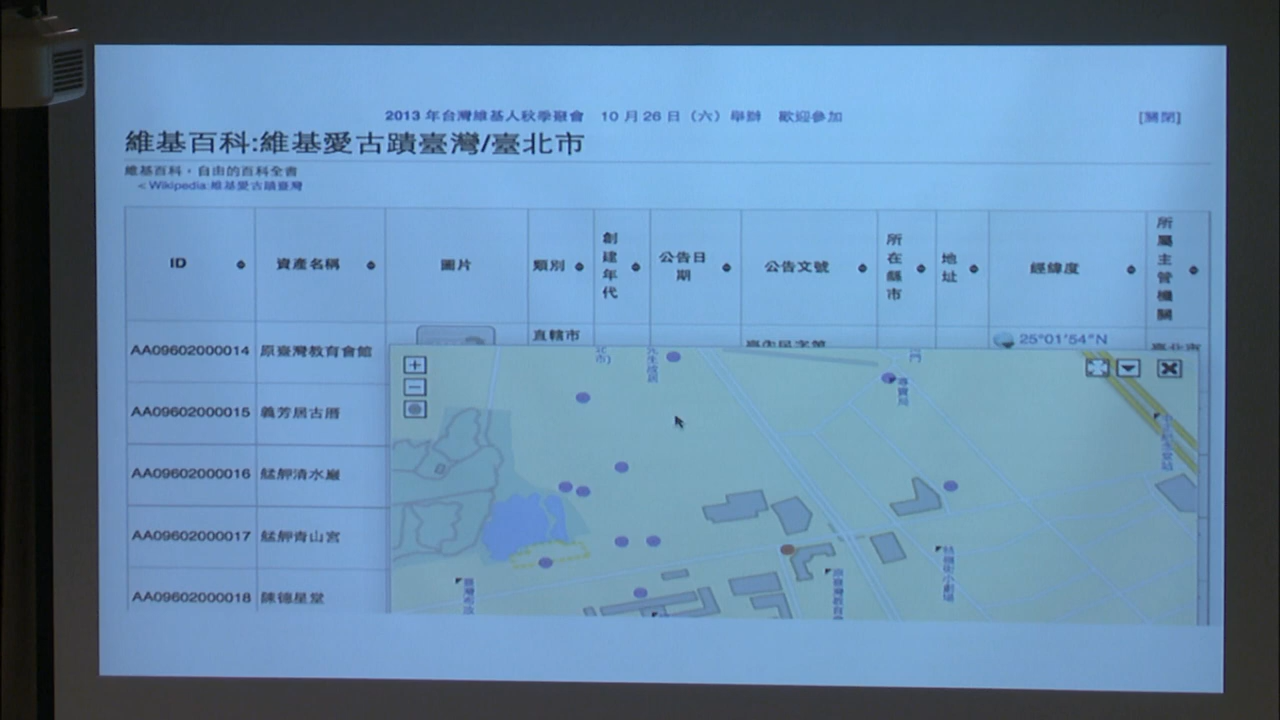 2013 年台灣維基人秋季聚會 10 月 26 日（六）舉辦 歡迎參加
[關閉]
維基百科:維基愛古蹟臺灣/臺北市
維基百科，自由的百科全書
< Wikipedia:維基愛古蹟臺灣
ID
資產名稱
圖片
類別
創建年代
公告日期
公告文號
所在縣市
地址
經緯度
所屬主管機關
AA09602000014
原臺灣教育會館
直轄市
25°01′54″N
臺北市
AA09602000015
義芳居古厝
AA09602000016
艋舺清水巖
AA09602000017
艋舺青山宮
AA09602000018
陳德星堂